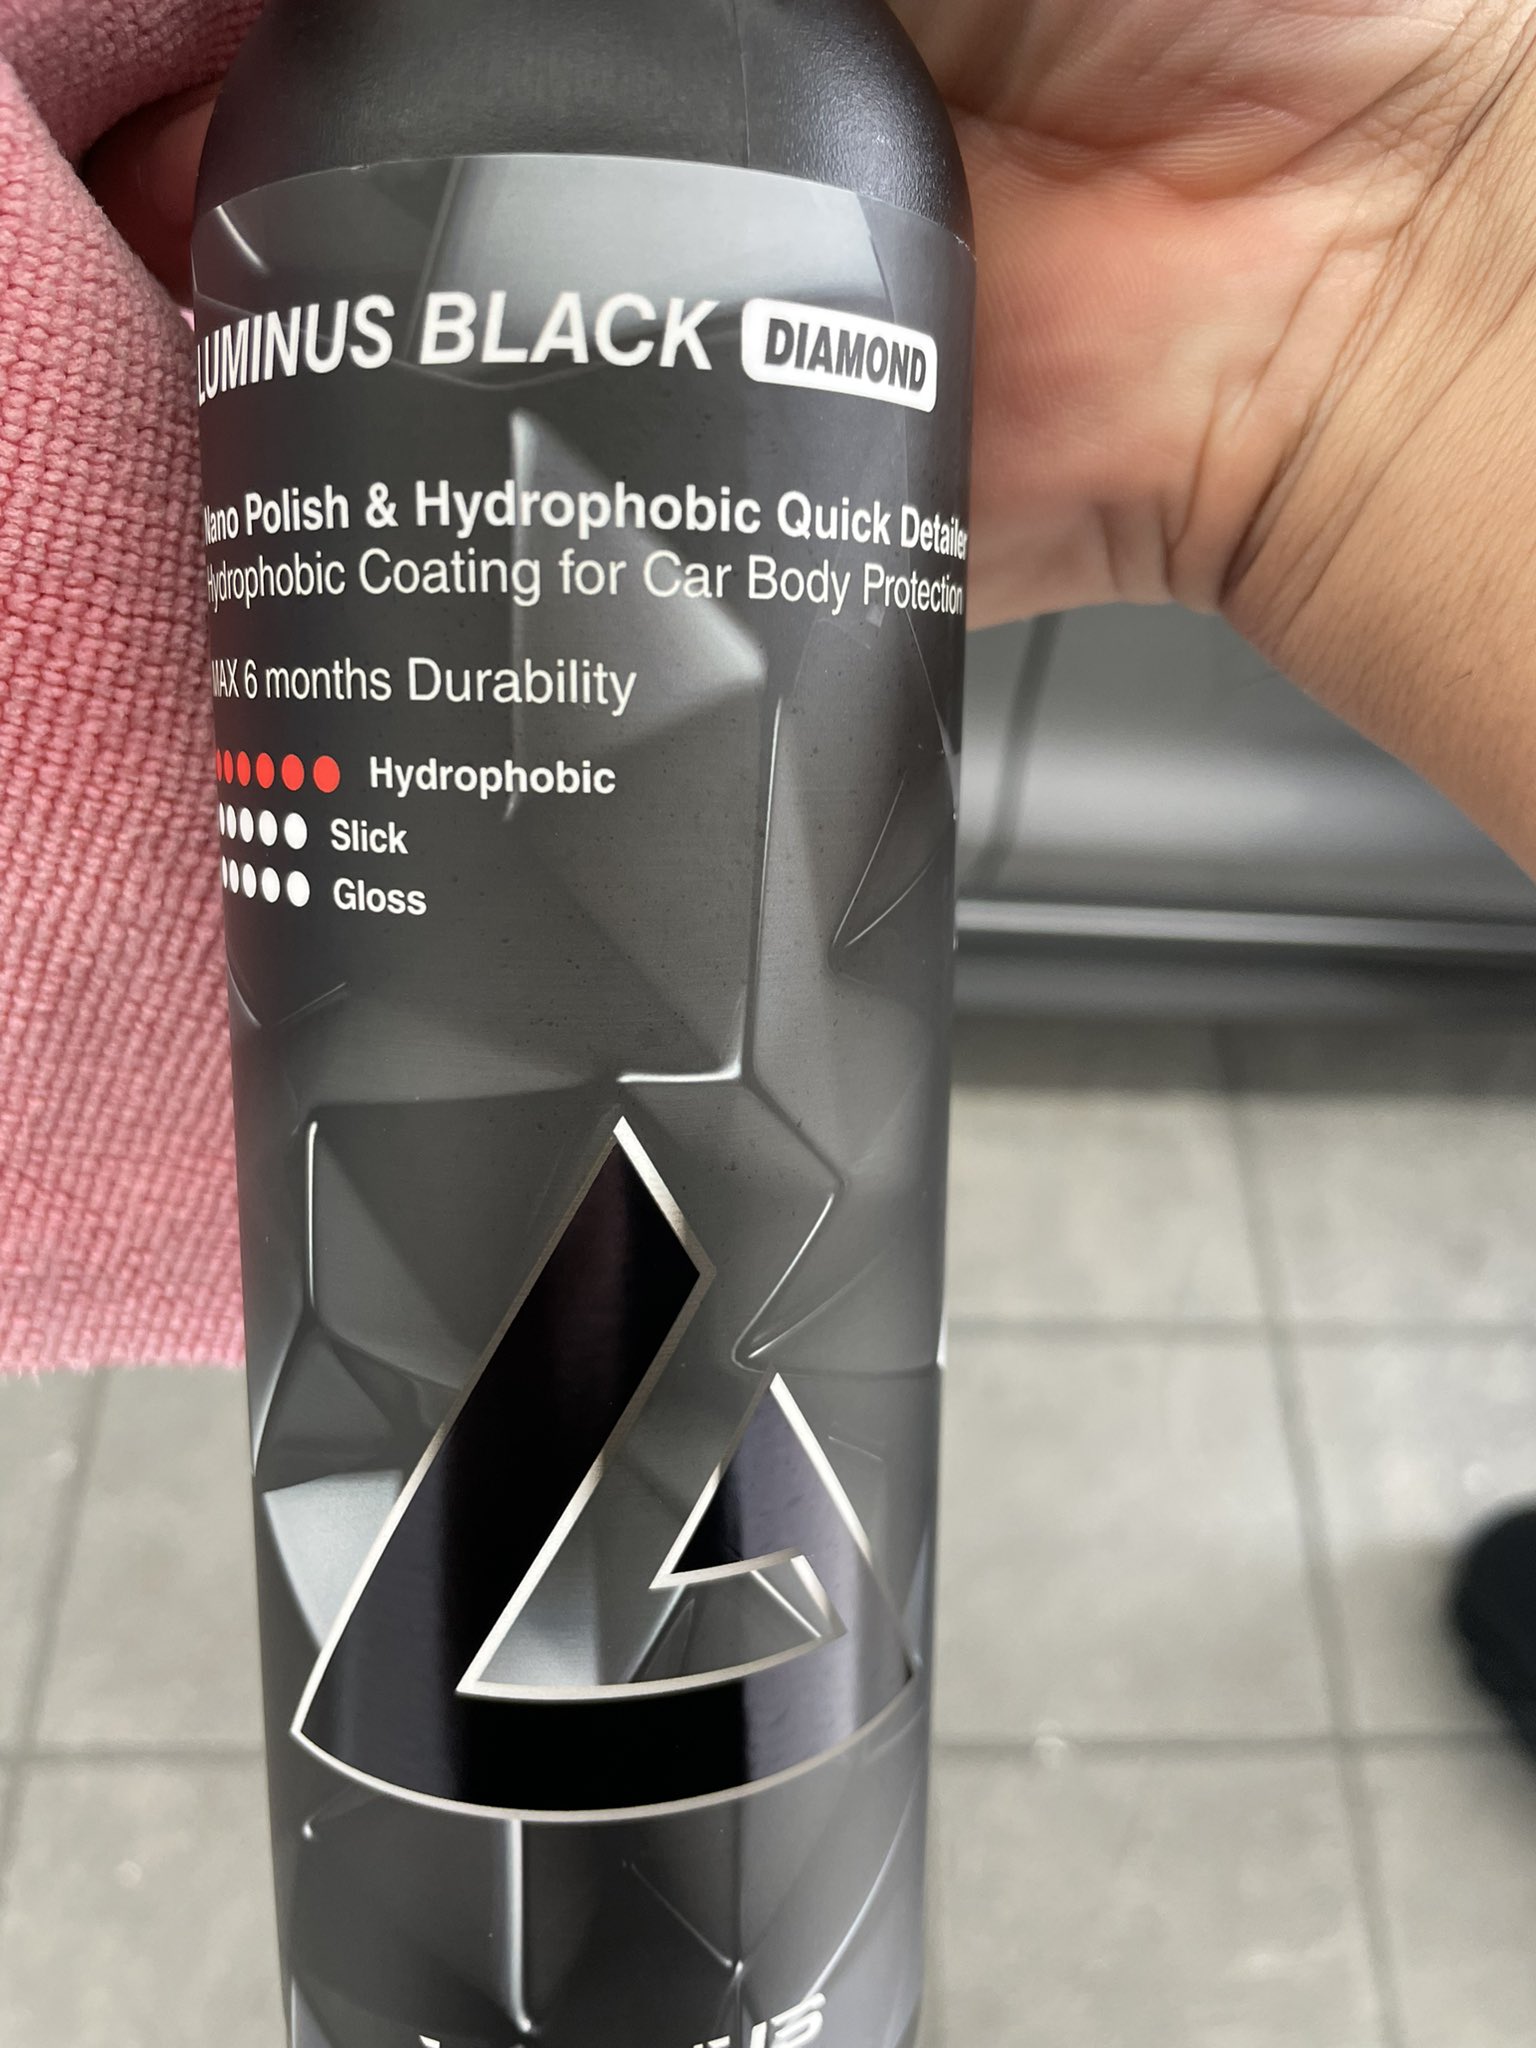 LUMINUS BLACK DIAMOND
Nano Polish & Hydrophobic Quick Detailer
Hydrophobic Coating for Car Body Protection
MAX 6 months Durability
Hydrophobic
Slick
Gloss